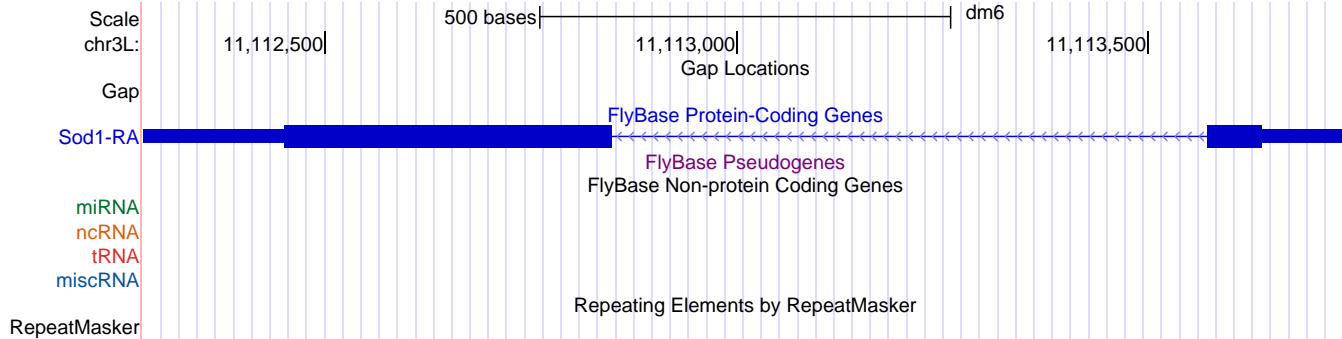 Scale 500 bases dm6
chr3L: 11,112,500 11,113,000 11,113,500
Gap Locations
Gap
FlyBase Protein-Coding Genes
Sod1-RA
FlyBase Pseudogenes
FlyBase Non-protein Coding Genes
miRNA
ncRNA
tRNA
miscRNA
Repeating Elements by RepeatMasker
RepeatMasker